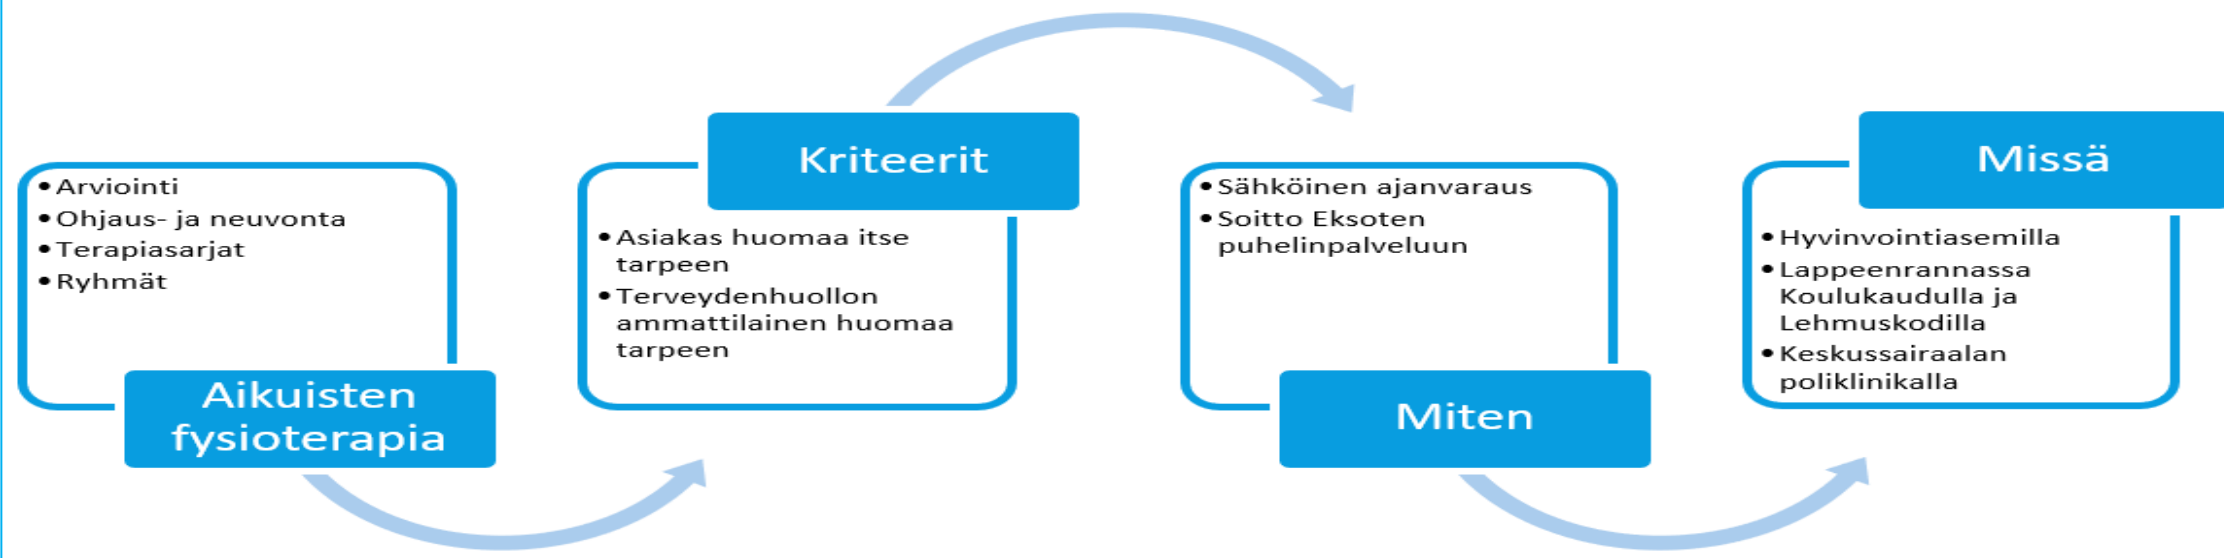 • Arviointi
• Ohjaus- ja neuvonta
• Terapiasarjat
• Ryhmät
Aikuisten
fysioterapia
Kriteerit
• Asiakas huomaa itse
tarpeen
• Terveydenhuollon
ammattilainen huomaa
tarpeen
• Sähköinen ajanvaraus
• Soitto Eksoten
puhelinpalveluun
Miten
Missä
• Hyvinvointiasemilla
• Lappeenrannassa
Koulukaudulla ja
Lehmuskodilla
• Keskussairaalan
poliklinikalla